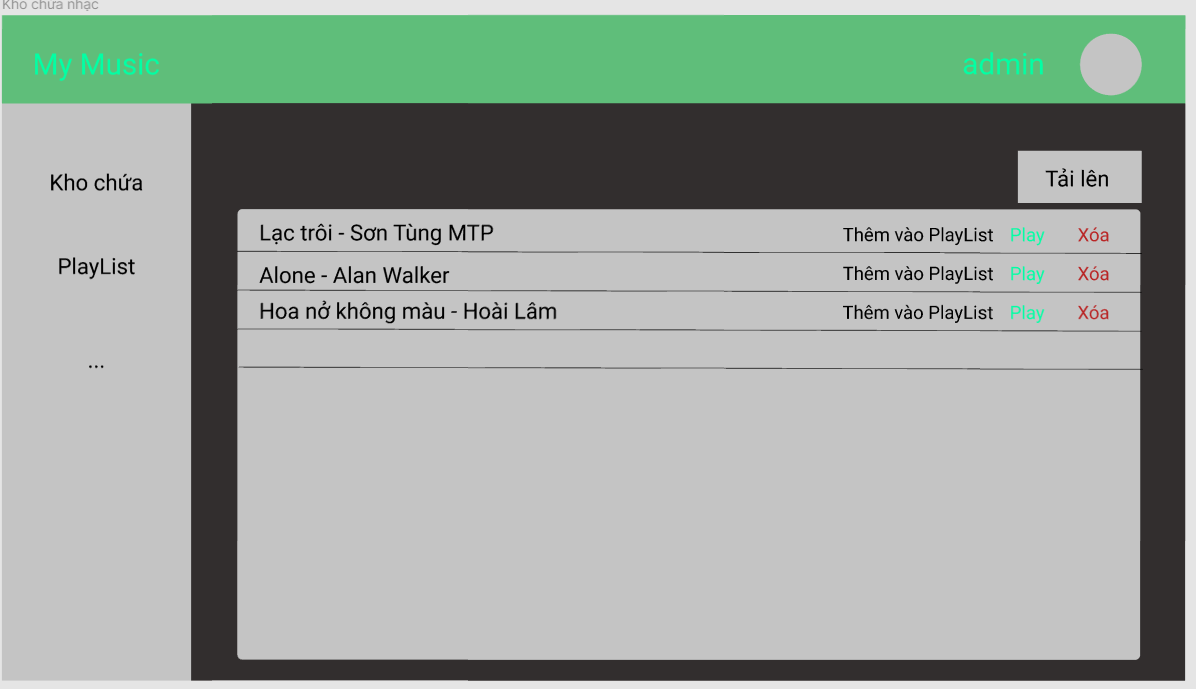 Kho chứa nhạc
My Music
admin
Kho chứa
PlayList
...
Tải lên
Lạc trôi - Sơn Tùng MTP Thêm vào PlayList Play Xóa
Alone - Alan Walker Thêm vào PlayList Play Xóa
Hoa nở không màu - Hoài Lâm Thêm vào PlayList Play Xóa